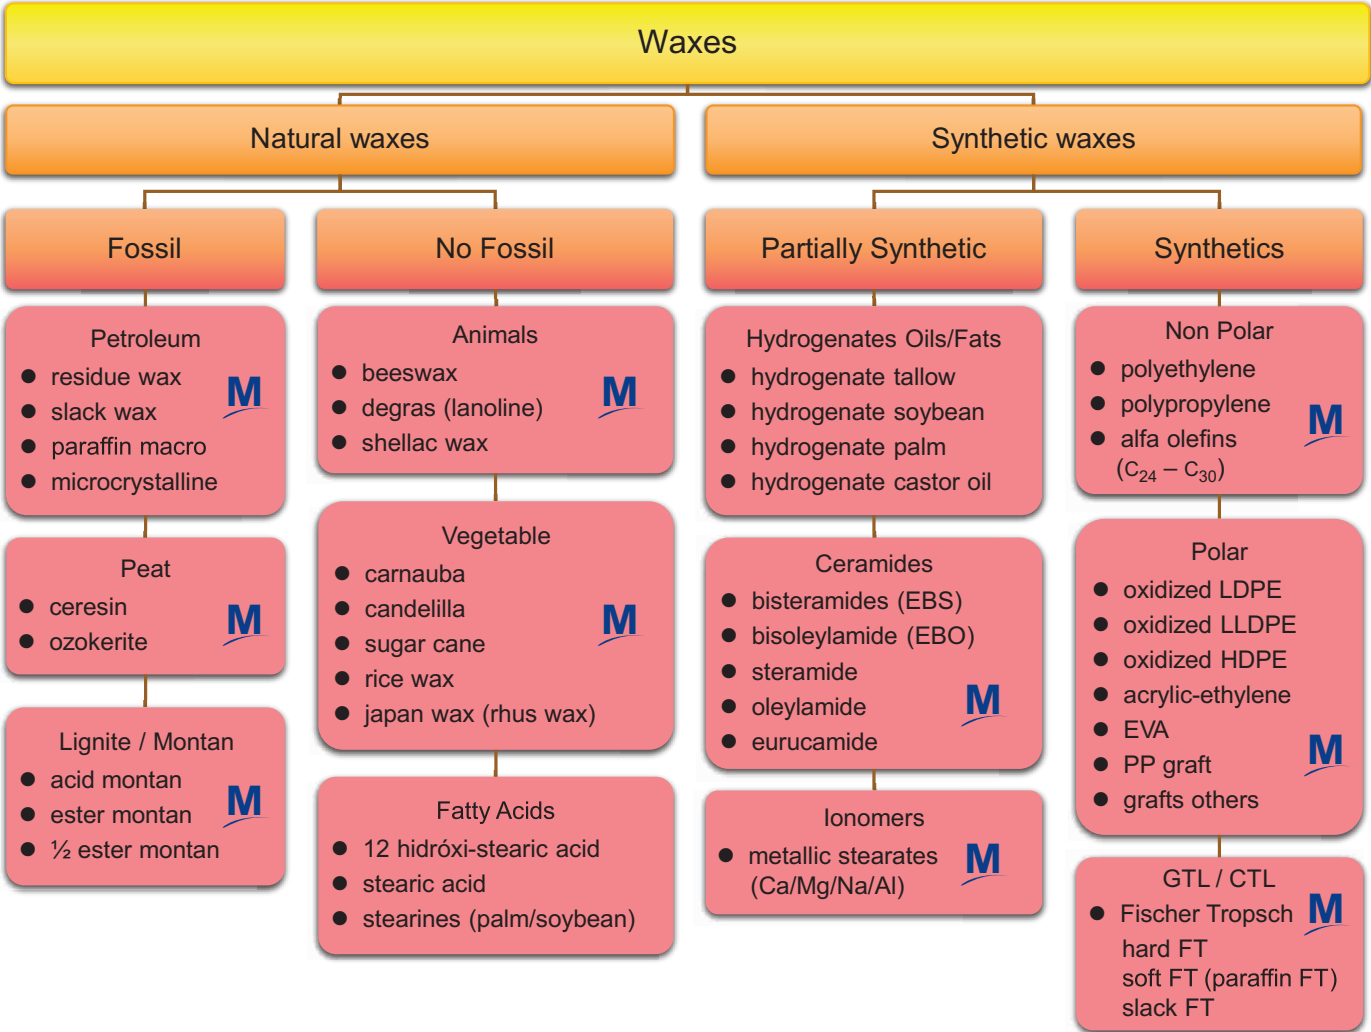 Waxes
Natural waxes
Synthetic waxes
Fossil
No Fossil
Partially Synthetic
Synthetics
Petroleum
● residue wax
● slack wax
● paraffin macro
● microcrystalline
M
Peat
● ceresin
● ozokerite
M
Lignite / Montan
● acid montan
● ester montan
● ½ ester montan
M
Animals
● beeswax
● degras (lanoline)
● shellac wax
M
Vegetable
● carnauba
● candelilla
● sugar cane
● rice wax
● japan wax (rhus wax)
M
Fatty Acids
● 12 hidróxi-stearic acid
● stearic acid
● stearines (palm/soybean)
Hydrogenates Oils/Fats
● hydrogenate tallow
● hydrogenate soybean
● hydrogenate palm
● hydrogenate castor oil
Ceramides
● bisteramides (EBS)
● bisoleylamide (EBO)
● steramide
● oleylamide
● eurucamide
M
Ionomers
● metallic stearates
(Ca/Mg/Na/Al)
M
Non Polar
● polyethylene
● polypropylene
● alfa olefins
(C₂₄ – C₃₀)
M
Polar
● oxidized LDPE
● oxidized LLDPE
● oxidized HDPE
● acrylic-ethylene
● EVA
● PP graft
● grafts others
M
GTL / CTL
● Fischer Tropsch
hard FT
soft FT (paraffin FT)
slack FT
M